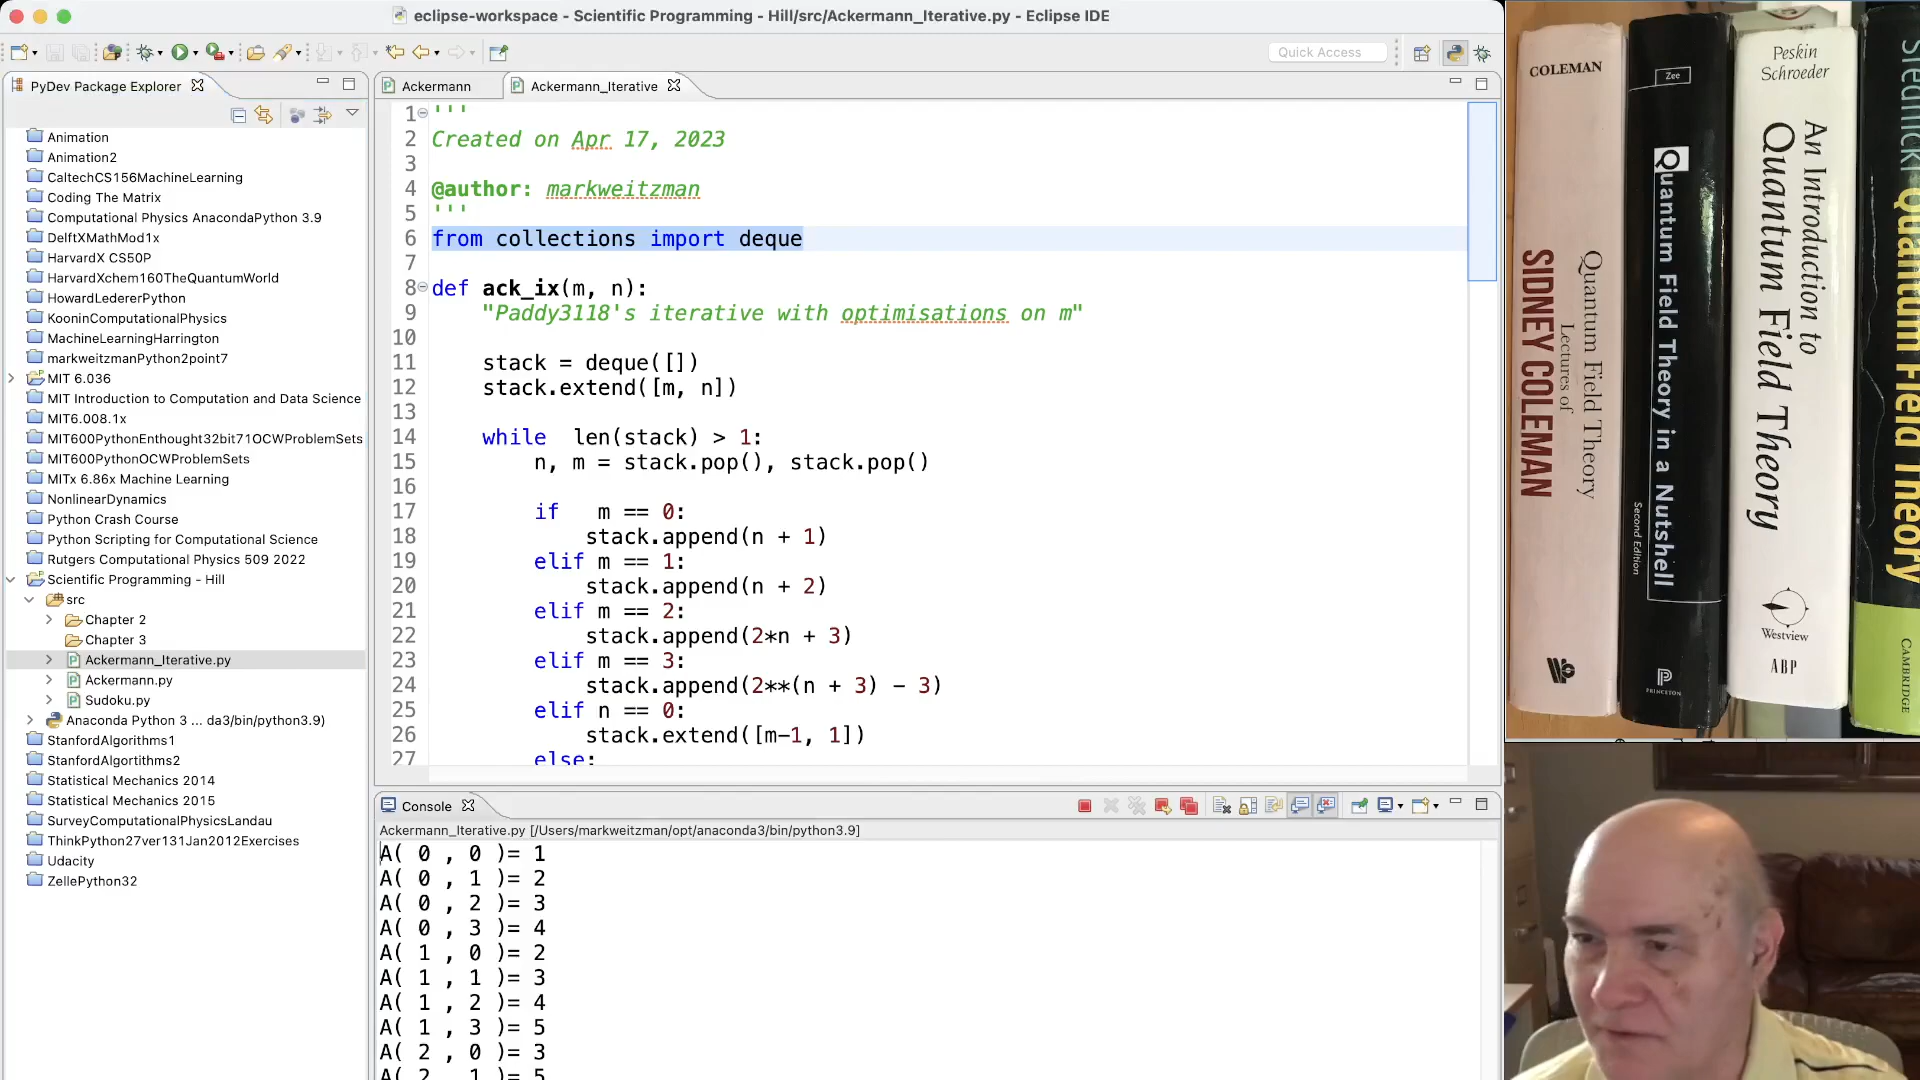 eclipse-workspace - Scientific Programming - Hill/src/Ackermann_Iterative.py - Eclipse IDE
Quick Access
PyDev Package Explorer
Animation
Animation2
CaltechCS156MachineLearning
Coding The Matrix
Computational Physics AnacondaPython 3.9
DelftXMathMod1x
HarvardX CS50P
HarvardXchem160TheQuantumWorld
HowardLedererPython
KooninComputationalPhysics
MachineLearningHarrington
markweitzmanPython2point7
MIT 6.036
MIT Introduction to Computation and Data Science
MIT6.008.1x
MIT600PythonEnthought32bit71OCWProblemSets
MIT600PythonOCWProblemSets
MITx 6.86x Machine Learning
NonlinearDynamics
Python Crash Course
Python Scripting for Computational Science
Rutgers Computational Physics 509 2022
Scientific Programming - Hill
src
Chapter 2
Chapter 3
Ackermann_Iterative.py
Ackermann.py
Sudoku.py
Anaconda Python 3 ... da3/bin/python3.9)
StanfordAlgorithms1
StanfordAlgortithms2
Statistical Mechanics 2014
Statistical Mechanics 2015
SurveyComputationalPhysicsLandau
ThinkPython27ver131Jan2012Exercises
Udacity
ZellePython32
Ackermann
Ackermann_Iterative
1 '''
2 Created on Apr 17, 2023
3
4 @author: markweitzman
5 '''
6 from collections import deque
7
8 def ack_ix(m, n):
9 "Paddy3118's iterative with optimisations on m"
10
11 stack = deque([])
12 stack.extend([m, n])
13
14 while  len(stack) > 1:
15 n, m = stack.pop(), stack.pop()
16
17 if   m == 0:
18 stack.append(n + 1)
19 elif m == 1:
20 stack.append(n + 2)
21 elif m == 2:
22 stack.append(2*n + 3)
23 elif m == 3:
24 stack.append(2**(n + 3) - 3)
25 elif n == 0:
26 stack.extend([m-1, 1])
27 else:
Console
Ackermann_Iterative.py [/Users/markweitzman/opt/anaconda3/bin/python3.9]
A( 0 , 0 )= 1
A( 0 , 1 )= 2
A( 0 , 2 )= 3
A( 0 , 3 )= 4
A( 1 , 0 )= 2
A( 1 , 1 )= 3
A( 1 , 2 )= 4
A( 1 , 3 )= 5
A( 2 , 0 )= 3
A( 2 , 1 )= 5
COLEMAN
Lectures of
SIDNEY COLEMAN
Quantum Field Theory
Zee
Quantum Field Theory in a Nutshell
Second Edition
PRINCETON
Peskin
Schroeder
An Introduction to
Quantum Field Theory
Westview
ABP
Srednicki
Quantum Field Theory
CAMBRIDGE